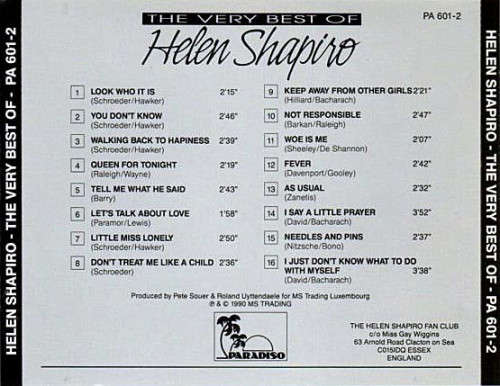 THE VERY BEST OF
Helen Shapiro
PA 601-2
HELEN SHAPIRO - THE VERY BEST OF - PA 601-2
1 LOOK WHO IT IS 2'15"
(Schroeder/Hawker)
2 YOU DON'T KNOW 2'46"
(Schroeder/Hawker)
3 WALKING BACK TO HAPINESS 2'39"
(Schroeder/Hawker)
4 QUEEN FOR TONIGHT 2'19"
(Raleigh/Wayne)
5 TELL ME WHAT HE SAID 2'43"
(Barry)
6 LET'S TALK ABOUT LOVE 1'58"
(Paramor/Lewis)
7 LITTLE MISS LONELY 2'50"
(Schroeder/Hawker)
8 DON'T TREAT ME LIKE A CHILD 2'36"
(Schroeder)
9 KEEP AWAY FROM OTHER GIRLS 2'21"
(Hilliard/Bacharach)
10 NOT RESPONSIBLE 2'47"
(Barkan/Raleigh)
11 WOE IS ME 2'07"
(Sheeley/De Shannon)
12 FEVER 2'42"
(Davenport/Gooley)
13 AS USUAL 2'32"
(Zanetis)
14 I SAY A LITTLE PRAYER 3'52"
(David/Bacharach)
15 NEEDLES AND PINS 2'37"
(Nitzsche/Bono)
16 I JUST DON'T KNOW WHAT TO DO
WITH MYSELF 3'38"
(David/Bacharach)
Produced by Pete Souer & Roland Uyttendaele for MS Trading Luxembourg
℗ & © 1990 MS TRADING
PARADISO
THE HELEN SHAPIRO FAN CLUB
c/o Miss Gay Wiggins
63 Arnold Road Clacton on Sea
CO15IDQ ESSEX
ENGLAND
HELEN SHAPIRO - THE VERY BEST OF - PA 601-2